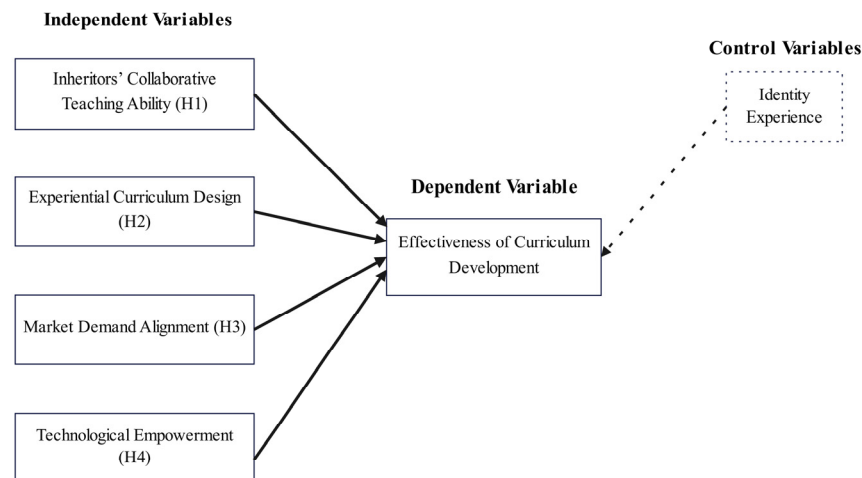 Independent Variables
Inheritors' Collaborative
Teaching Ability (H1)
Experiential Curriculum Design
(H2)
Market Demand Alignment (H3)
Technological Empowerment
(H4)
Dependent Variable
Effectiveness of Curriculum
Development
Control Variables
Identity
Experience